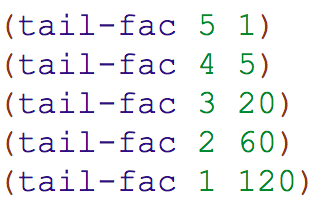 (tail-fac 5 1)
(tail-fac 4 5)
(tail-fac 3 20)
(tail-fac 2 60)
(tail-fac 1 120)